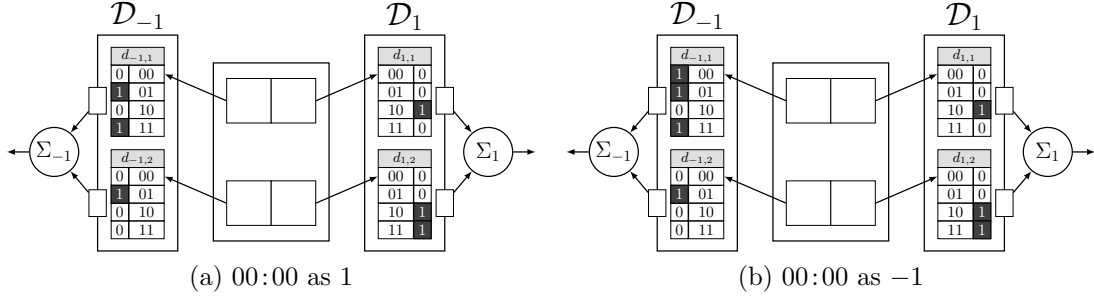 𝒟₋₁ 𝒟₁ 𝒟₋₁ 𝒟₁
d₋₁,₁ d₁,₁ d₋₁,₁ d₁,₁
0 00 00 0 1 00 00 0
1 01 01 0 1 01 01 0
0 10 10 1 1 10 10 1
1 11 11 0 1 11 11 0
Σ₋₁ Σ₁ Σ₋₁ Σ₁
d₋₁,₂ d₁,₂ d₋₁,₂ d₁,₂
0 00 00 0 0 00 00 0
1 01 01 0 1 01 01 0
0 10 10 1 0 10 10 1
0 11 11 1 0 11 11 1
(a) 00:00 as 1 (b) 00:00 as −1